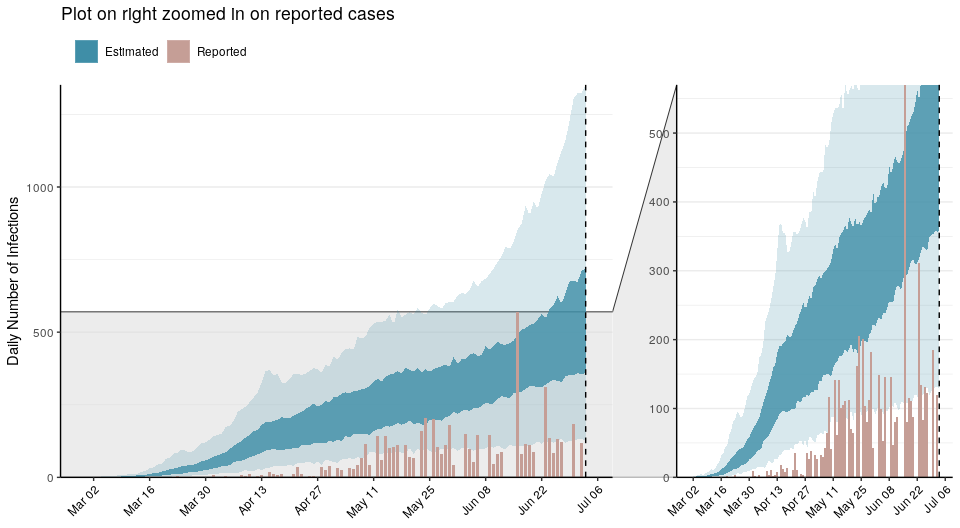 Plot on right zoomed in on reported cases
Estimated Reported
Daily Number of Infections
1000
500
0
Mar 02 Mar 16 Mar 30 Apr 13 Apr 27 May 11 May 25 Jun 08 Jun 22 Jul 06
500
400
300
200
100
0
Mar 02 Mar 16 Mar 30 Apr 13 Apr 27 May 11 May 25 Jun 08 Jun 22 Jul 06